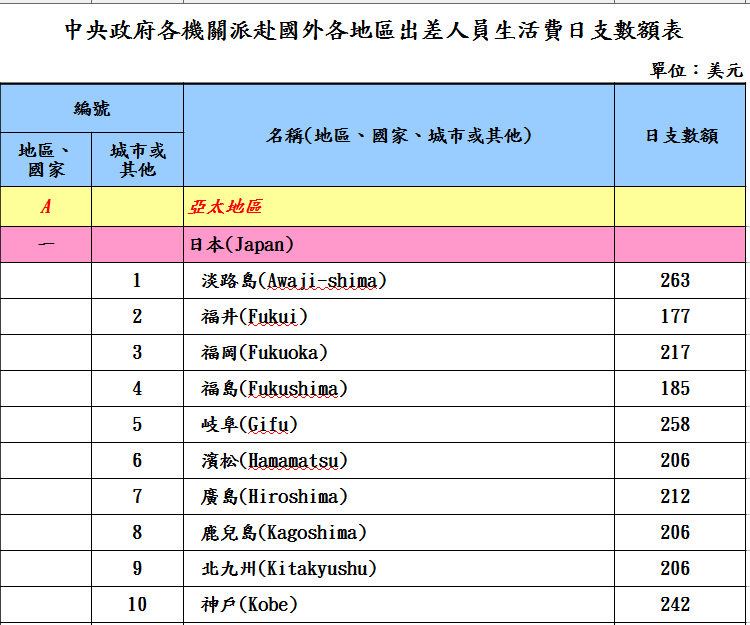 中央政府各機關派赴國外各地區出差人員生活費日支數額表
單位：美元
編號 名稱(地區、國家、城市或其他) 日支數額
地區、國家 城市或其他
A 亞太地區
一 日本(Japan)
1 淡路島(Awaji-shima) 263
2 福井(Fukui) 177
3 福岡(Fukuoka) 217
4 福島(Fukushima) 185
5 岐阜(Gifu) 258
6 濱松(Hamamatsu) 206
7 廣島(Hiroshima) 212
8 鹿兒島(Kagoshima) 206
9 北九州(Kitakyushu) 206
10 神戶(Kobe) 242